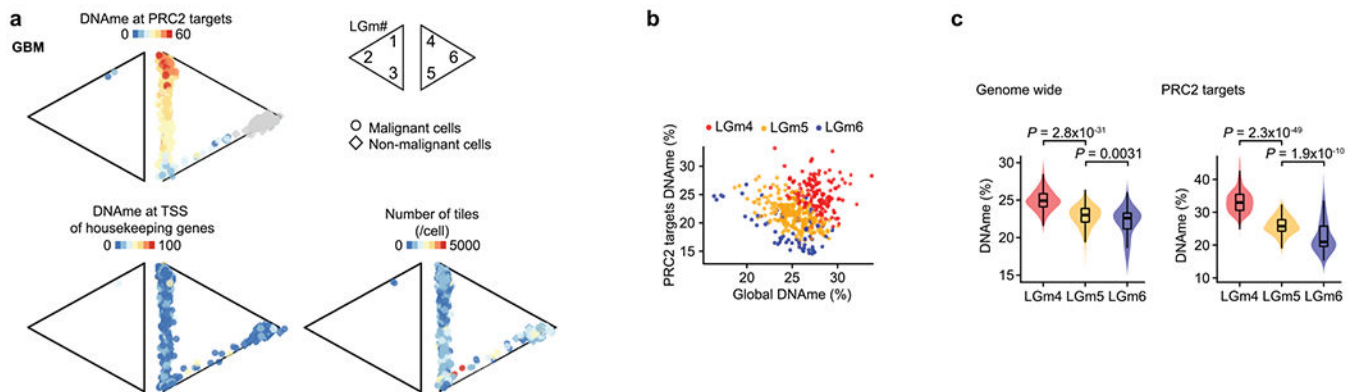 a
DNAme at PRC2 targets
0 60
GBM
LGm#
1
2
3
4
6
5
Malignant cells
Non-malignant cells
DNAme at TSS
of housekeeping genes
0 100
Number of tiles
(/cell)
0 5000
b
LGm4 LGm5 LGm6
PRC2 targets DNAme (%)
30
25
20
15
20 25 30
Global DNAme (%)
c
Genome wide
P = 2.8x10-31
P = 0.0031
DNAme (%)
30
25
20
15
LGm4 LGm5 LGm6
PRC2 targets
P = 2.3x10-49
P = 1.9x10-10
DNAme (%)
40
30
20
10
LGm4 LGm5 LGm6